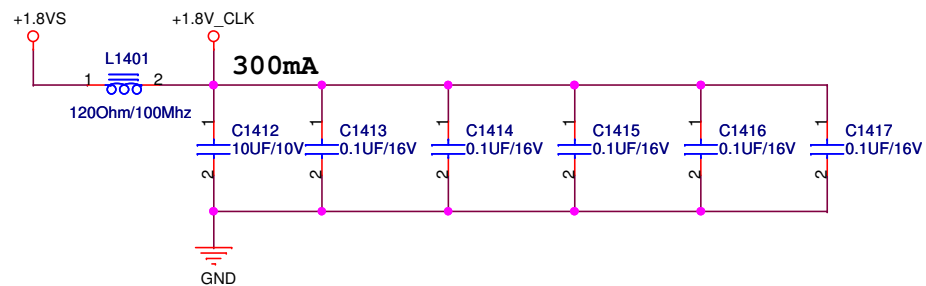 +1.8VS
+1.8V_CLK
L1401
1
2
300mA
120Ohm/100Mhz
1
C1412
10UF/10V
2
1
C1413
0.1UF/16V
2
1
C1414
0.1UF/16V
2
1
C1415
0.1UF/16V
2
1
C1416
0.1UF/16V
2
1
C1417
0.1UF/16V
2
GND